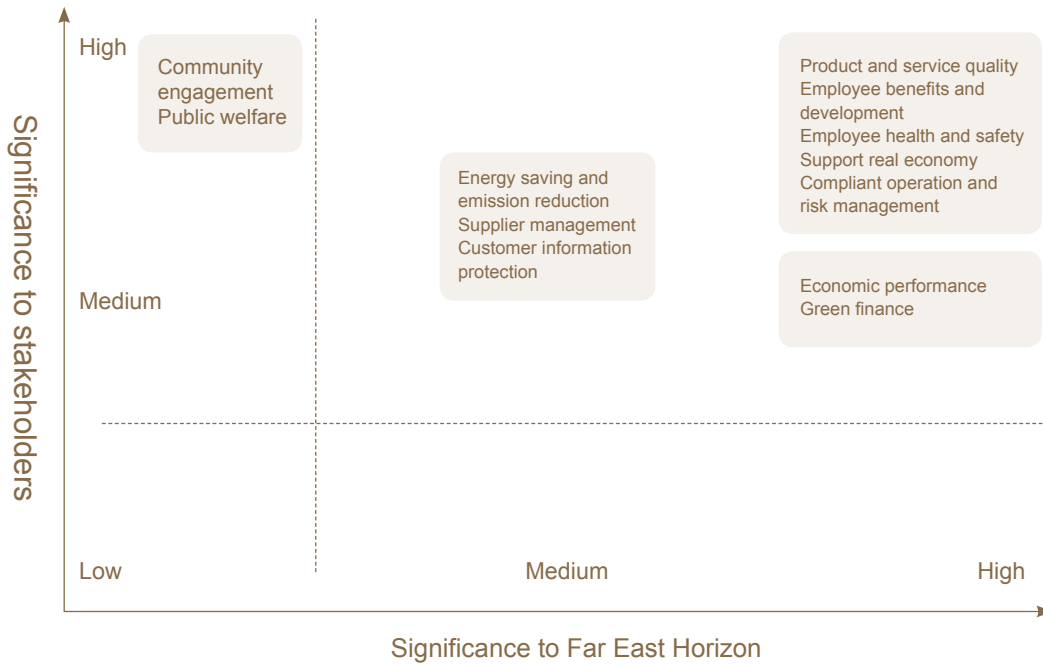 Significance to stakeholders
High
Community
engagement
Public welfare
Product and service quality
Employee benefits and
development
Employee health and safety
Support real economy
Compliant operation and
risk management
Energy saving and
emission reduction
Supplier management
Customer information
protection
Medium
Economic performance
Green finance
Low
Medium
High
Significance to Far East Horizon